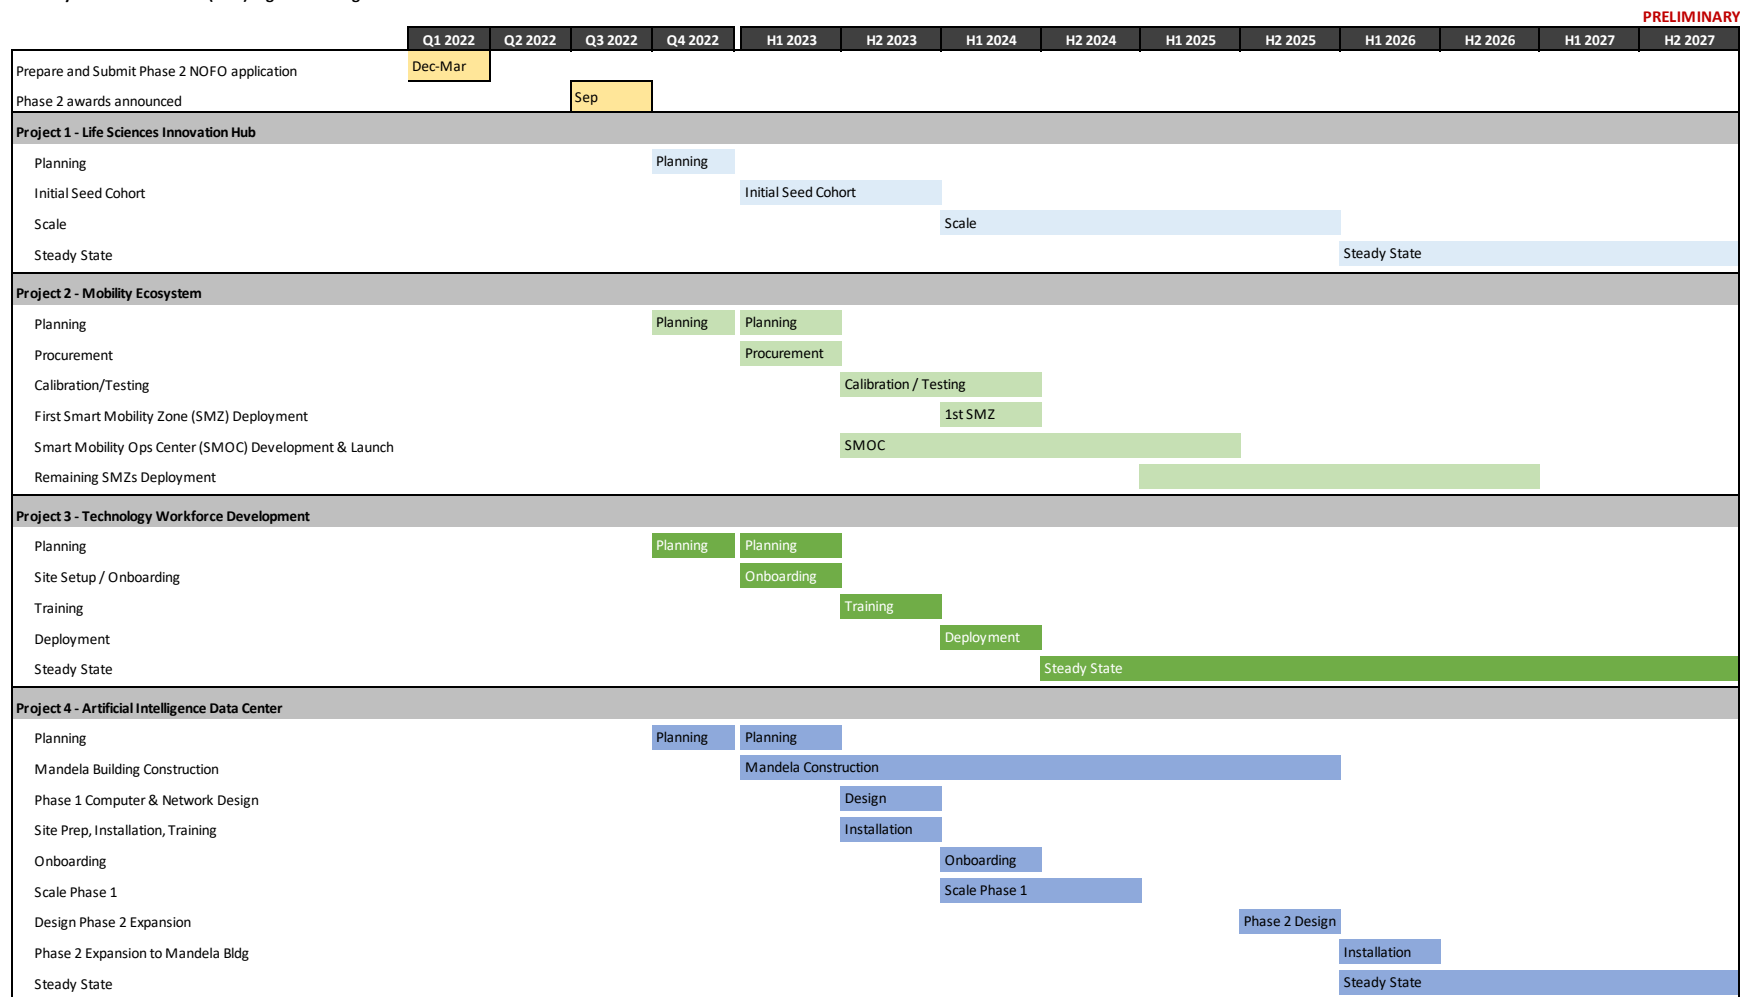 PRELIMINARY
Q1 2022 Q2 2022 Q3 2022 Q4 2022 H1 2023 H2 2023 H1 2024 H2 2024 H1 2025 H2 2025 H1 2026 H2 2026 H1 2027 H2 2027
Prepare and Submit Phase 2 NOFO application Dec-Mar
Phase 2 awards announced Sep
Project 1 - Life Sciences Innovation Hub
Planning Planning
Initial Seed Cohort Initial Seed Cohort
Scale Scale
Steady State Steady State
Project 2 - Mobility Ecosystem
Planning Planning Planning
Procurement Procurement
Calibration/Testing Calibration / Testing
First Smart Mobility Zone (SMZ) Deployment 1st SMZ
Smart Mobility Ops Center (SMOC) Development & Launch SMOC
Remaining SMZs Deployment
Project 3 - Technology Workforce Development
Planning Planning Planning
Site Setup / Onboarding Onboarding
Training Training
Deployment Deployment
Steady State Steady State
Project 4 - Artificial Intelligence Data Center
Planning Planning Planning
Mandela Building Construction Mandela Construction
Phase 1 Computer & Network Design Design
Site Prep, Installation, Training Installation
Onboarding Onboarding
Scale Phase 1 Scale Phase 1
Design Phase 2 Expansion Phase 2 Design
Phase 2 Expansion to Mandela Bldg Installation
Steady State Steady State